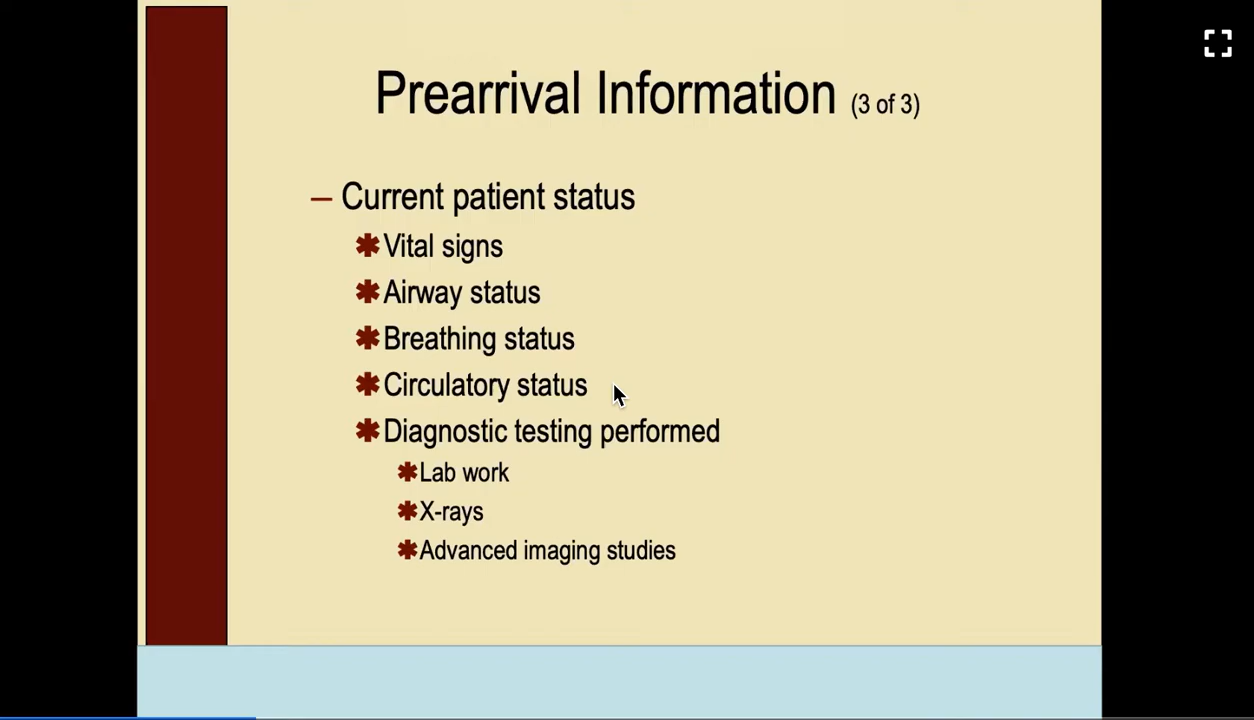 Prearrival Information (3 of 3)
– Current patient status
✱Vital signs
✱Airway status
✱Breathing status
✱Circulatory status
✱Diagnostic testing performed
✱Lab work
✱X-rays
✱Advanced imaging studies